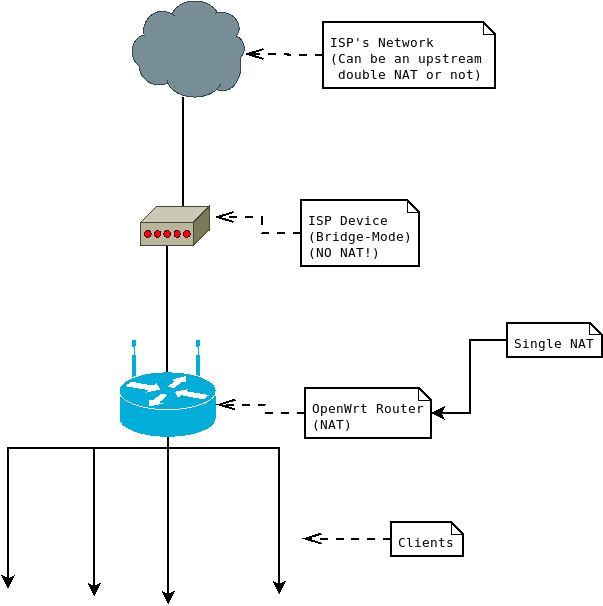 ISP's Network
(Can be an upstream
double NAT or not)
ISP Device
(Bridge-Mode)
(NO NAT!)
Single NAT
OpenWrt Router
(NAT)
Clients